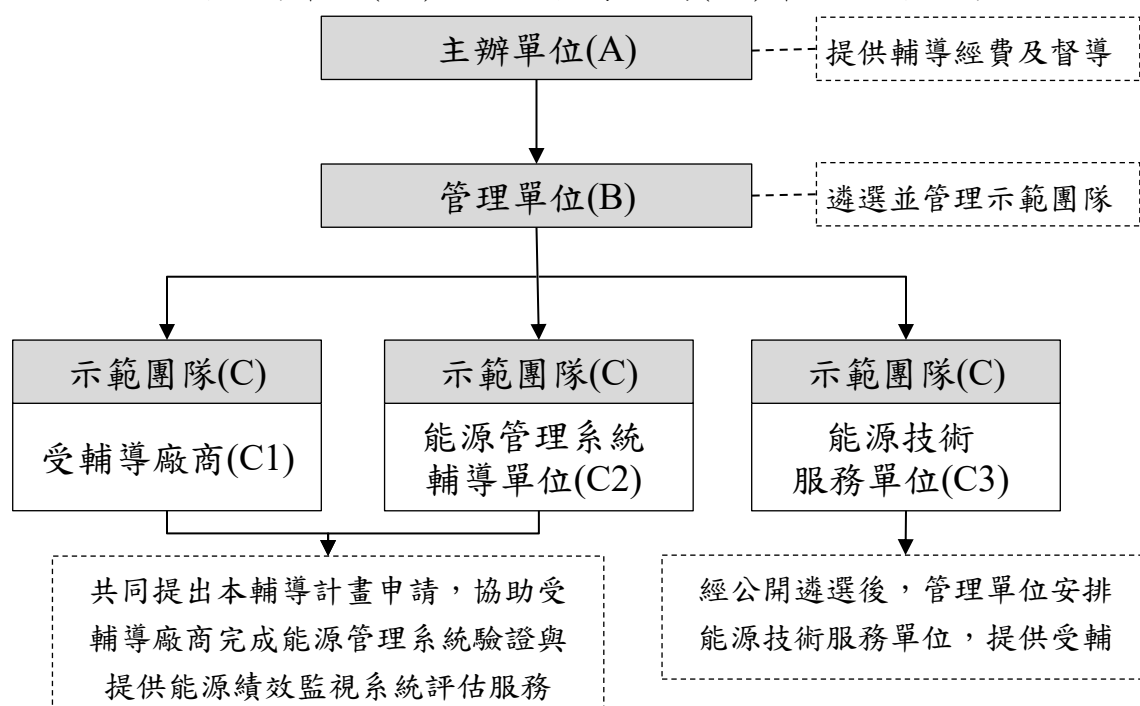 主辦單位(A)
提供輔導經費及督導
管理單位(B)
遴選並管理示範團隊
示範團隊(C)
受輔導廠商(C1)
示範團隊(C)
能源管理系統
輔導單位(C2)
示範團隊(C)
能源技術
服務單位(C3)
共同提出本輔導計畫申請，協助受
輔導廠商完成能源管理系統驗證與
提供能源績效監視系統評估服務
經公開遴選後，管理單位安排
能源技術服務單位，提供受輔